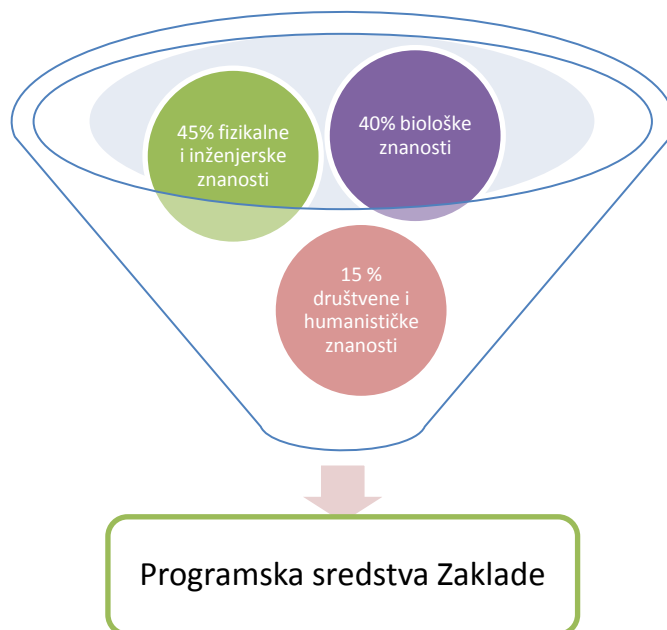 45% fizikalne
i inženjerske
znanosti
40% biološke
znanosti
15 %
društvene i
humanističke
znanosti
Programska sredstva Zaklade